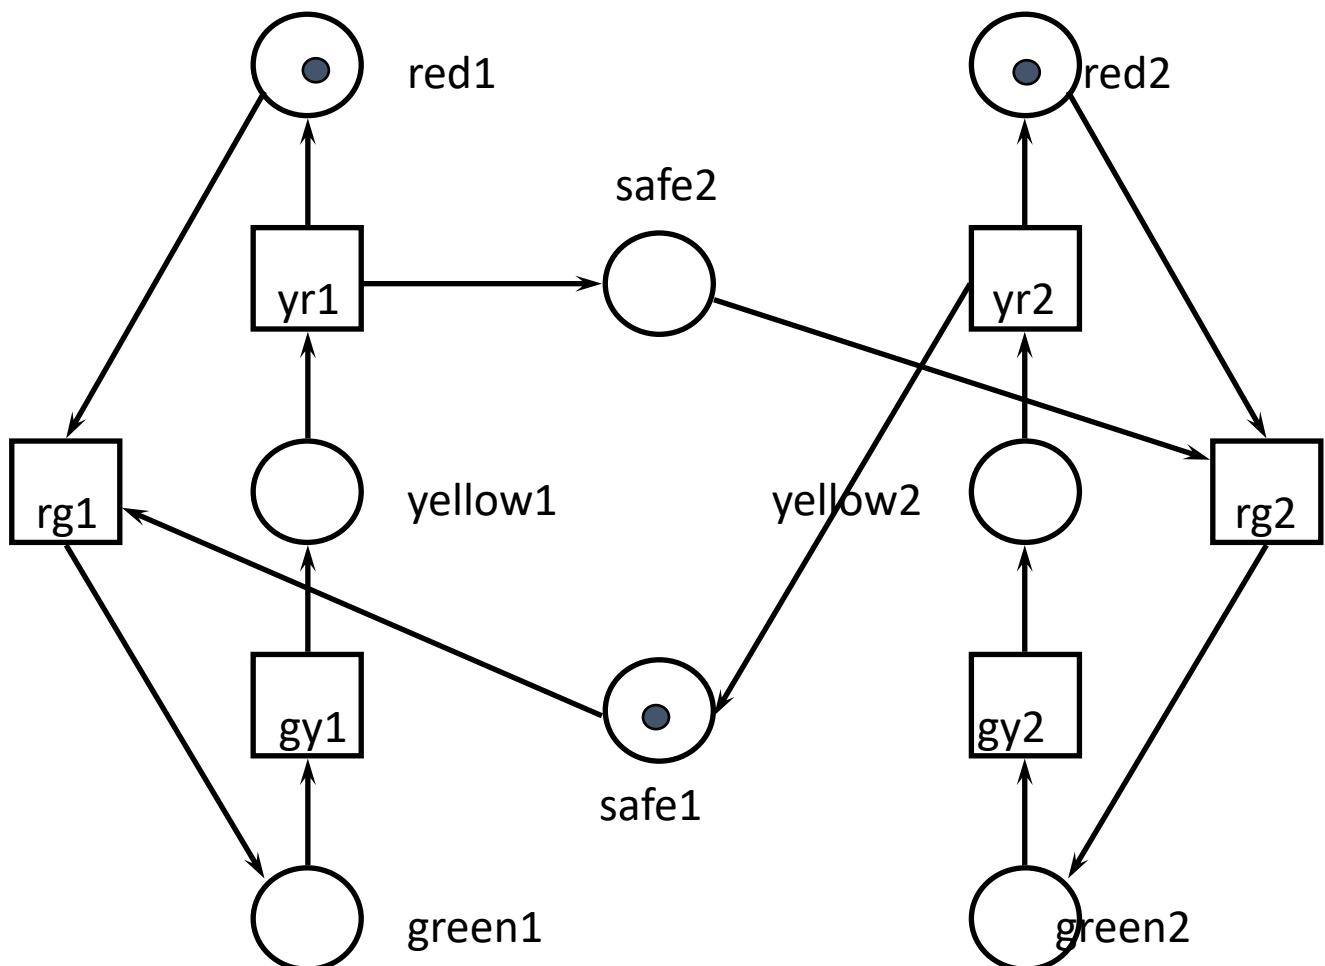 red1
red2
safe2
yr1
yr2
yellow1
yellow2
rg1
rg2
gy1
gy2
safe1
green1
green2